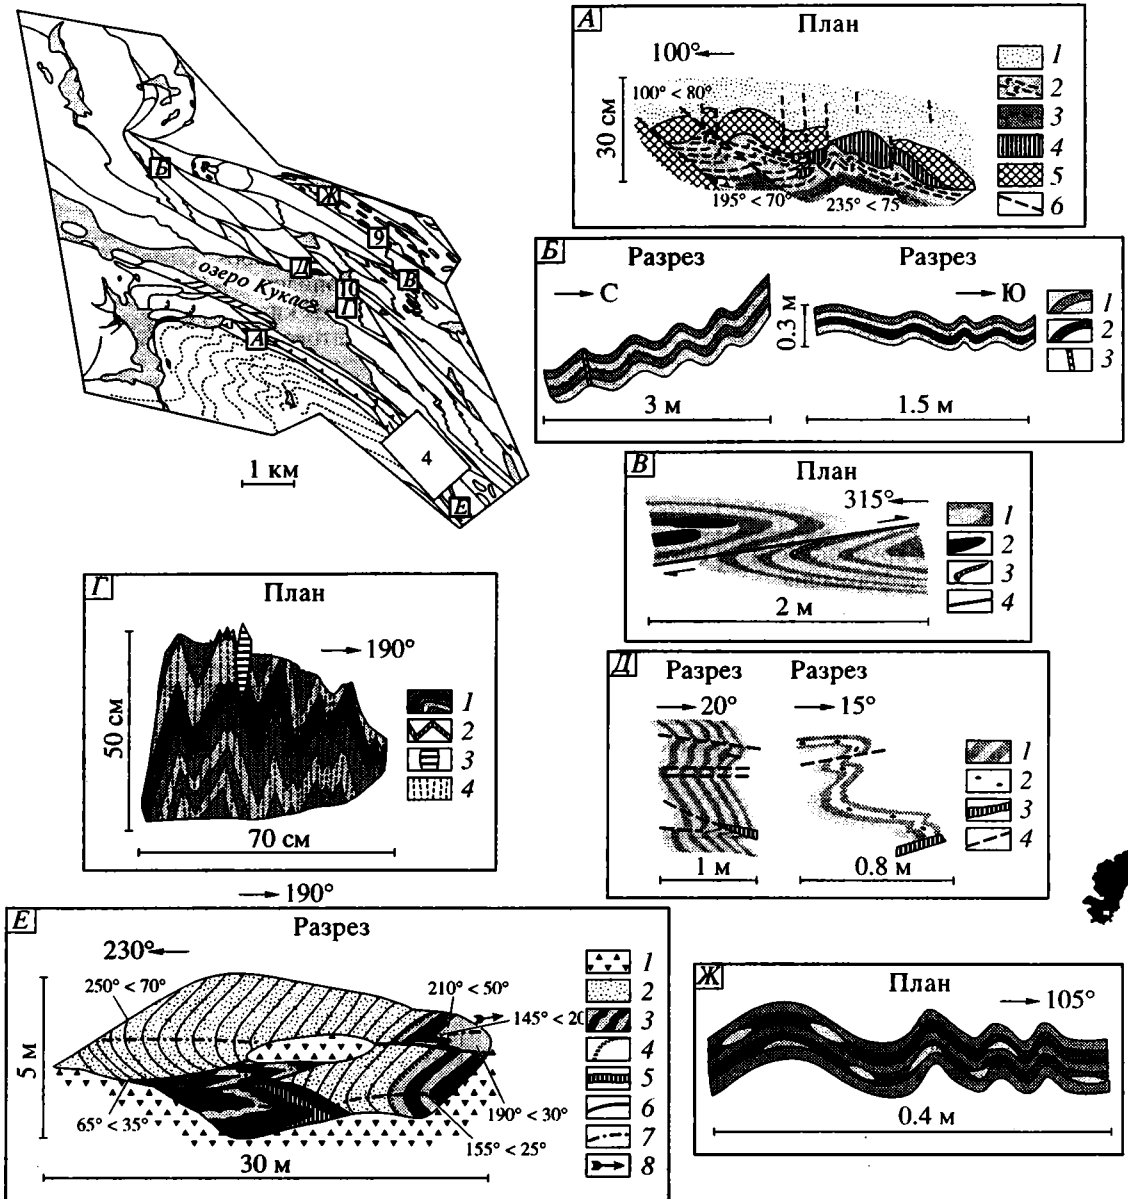 Б
Ж
9
В
Д
10
Г
озеро Кукаез
А
4
Е
1 км
А
План
100°
30 см
100° < 80°
195° < 70°
235° < 75°
1
2
3
4
5
6
Б
Разрез
Разрез
С
Ю
0.3 м
3 м
1.5 м
1
2
3
В
План
315°
2 м
1
2
3
4
Г
План
190°
50 см
70 см
1
2
3
4
Д
Разрез
Разрез
20°
15°
1 м
0.8 м
1
2
3
4
190°
Е
Разрез
230°
250° < 70°
210° < 50°
145° < 20
5 м
65° < 35°
190° < 30°
155° < 25°
30 м
1
2
3
4
5
6
7
8
Ж
План
105°
0.4 м